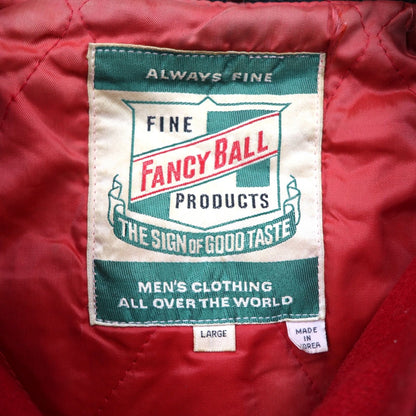 ALWAYS FINE
FINE
FANCY BALL
PRODUCTS
THE SIGN OF GOOD TASTE
MEN'S CLOTHING
ALL OVER THE WORLD
LARGE
MADE
IN
KOREA